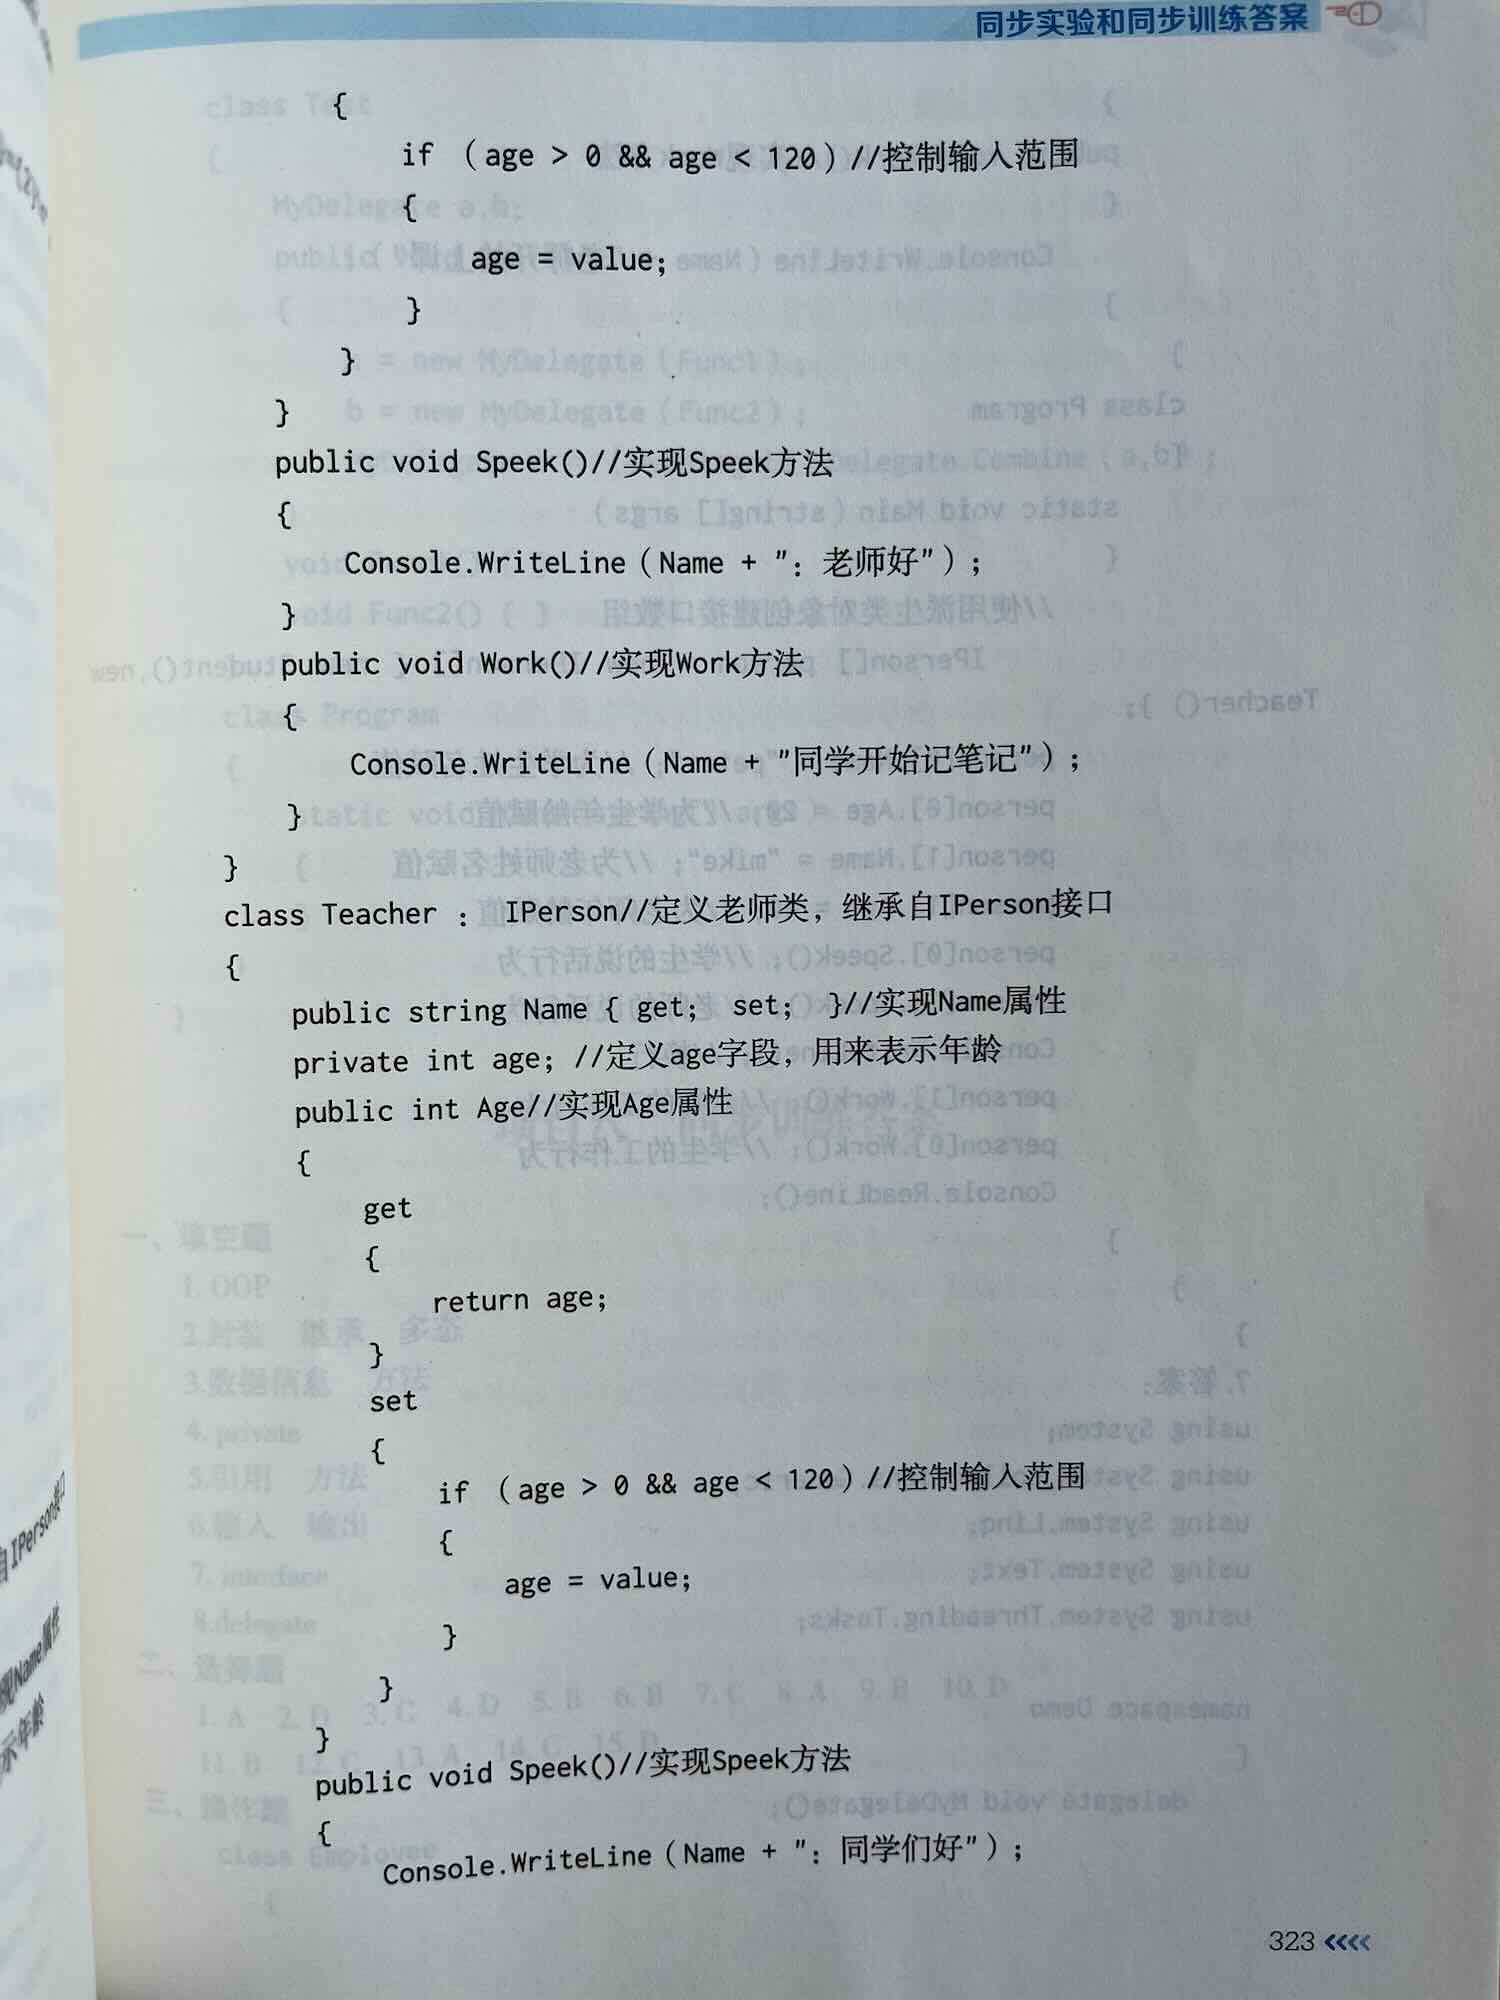 同步实验和同步训练答案
{
if （age > 0 && age < 120）//控制输入范围
{
age = value;
}
}
}
public void Speek()//实现Speek方法
{
Console.WriteLine（Name + "：老师好"）；
}
public void Work()//实现Work方法
{
Console.WriteLine（Name + "同学开始记笔记"）；
}
}
class Teacher ： IPerson//定义老师类，继承自IPerson接口
{
public string Name { get； set； }//实现Name属性
private int age；//定义age字段，用来表示年龄
public int Age//实现Age属性
{
get
{
return age；
}
set
{
if （age > 0 && age < 120）//控制输入范围
{
age = value；
}
}
}
public void Speek()//实现Speek方法
{
Console.WriteLine（Name + "：同学们好"）；
323